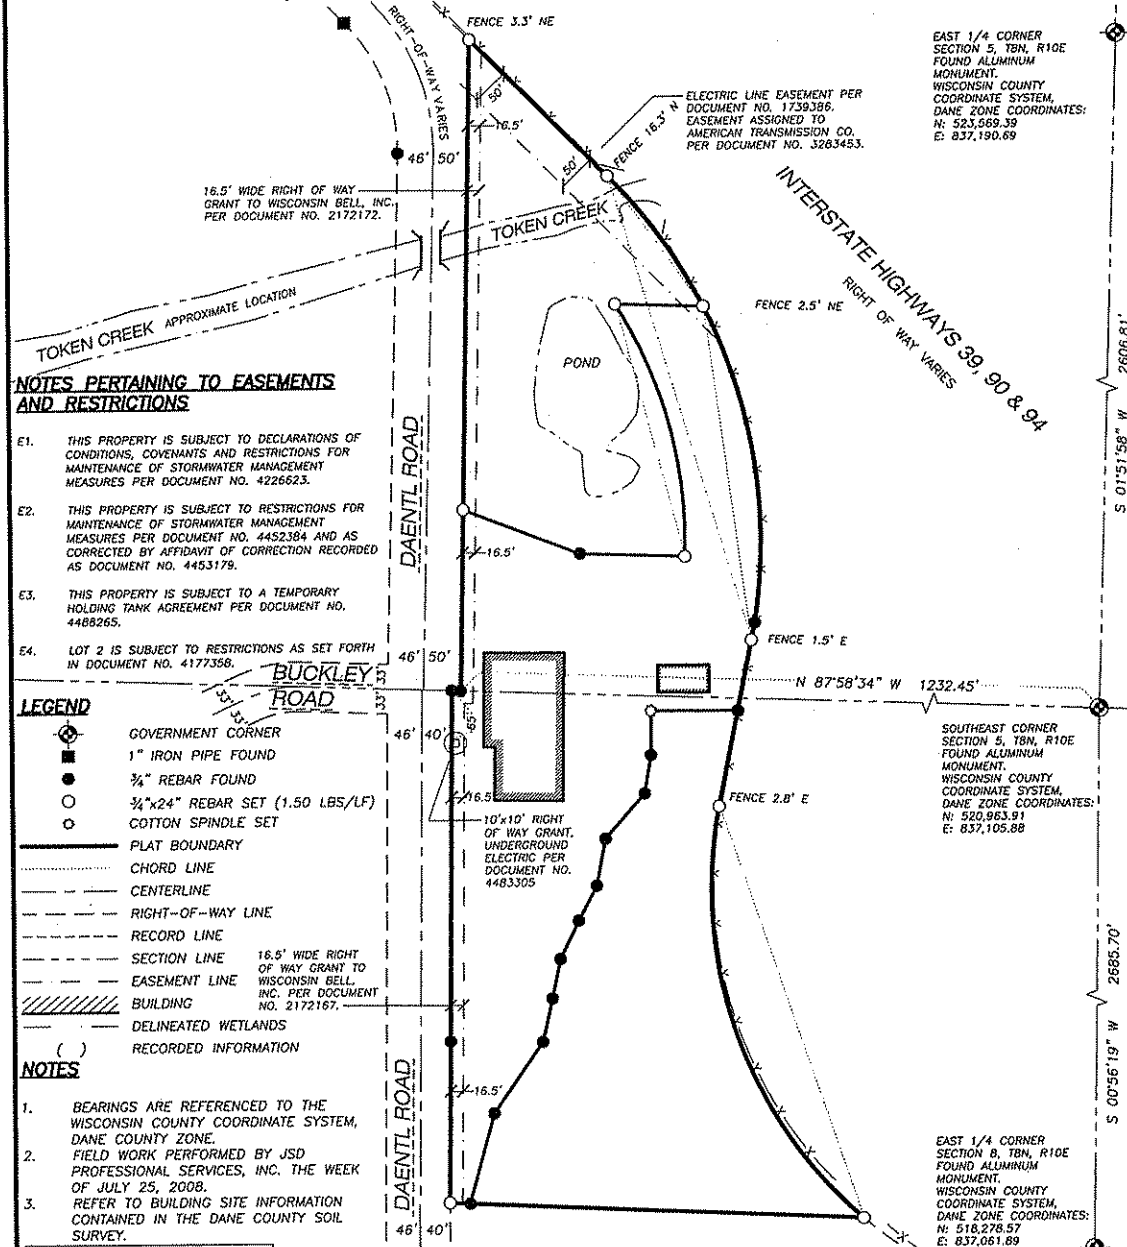 FENCE 3.3' NE
RIGHT-OF-WAY VARIES
50'
16.5'
46' 50'
ELECTRIC LINE EASEMENT PER
DOCUMENT NO. 1739386.
EASEMENT ASSIGNED TO
AMERICAN TRANSMISSION CO.
PER DOCUMENT NO. 3283453.
EAST 1/4 CORNER
SECTION 5, T8N, R10E
FOUND ALUMINUM
MONUMENT.
WISCONSIN COUNTY
COORDINATE SYSTEM,
DANE ZONE COORDINATES:
N: 523,569.39
E: 837,190.69
FENCE 16.3' N
50'
16.5' WIDE RIGHT OF WAY
GRANT TO WISCONSIN BELL, INC.
PER DOCUMENT NO. 2172172.
TOKEN CREEK
INTERSTATE HIGHWAYS 39, 90 & 94
RIGHT OF WAY VARIES
TOKEN CREEK APPROXIMATE LOCATION
FENCE 2.5' NE
POND
S 01°51'58" W 2606.81'
NOTES PERTAINING TO EASEMENTS
AND RESTRICTIONS
E1. THIS PROPERTY IS SUBJECT TO DECLARATIONS OF
CONDITIONS, COVENANTS AND RESTRICTIONS FOR
MAINTENANCE OF STORMWATER MANAGEMENT
MEASURES PER DOCUMENT NO. 4226623.
E2. THIS PROPERTY IS SUBJECT TO RESTRICTIONS FOR
MAINTENANCE OF STORMWATER MANAGEMENT
MEASURES PER DOCUMENT NO. 4452384 AND AS
CORRECTED BY AFFIDAVIT OF CORRECTION RECORDED
AS DOCUMENT NO. 4453179.
E3. THIS PROPERTY IS SUBJECT TO A TEMPORARY
HOLDING TANK AGREEMENT PER DOCUMENT NO.
4488265.
E4. LOT 2 IS SUBJECT TO RESTRICTIONS AS SET FORTH
IN DOCUMENT NO. 4177358.
DAENTL ROAD
16.5'
46' 50'
BUCKLEY
ROAD
33'
33'
33'
33'
46' 40'
65'
FENCE 1.5' E
N 87°58'34" W 1232.45'
SOUTHEAST CORNER
SECTION 5, T8N, R10E
FOUND ALUMINUM
MONUMENT.
WISCONSIN COUNTY
COORDINATE SYSTEM,
DANE ZONE COORDINATES:
N: 520,963.91
E: 837,105.88
FENCE 2.8' E
16.5'
10'x10' RIGHT
OF WAY GRANT.
UNDERGROUND
ELECTRIC PER
DOCUMENT NO.
4483305
LEGEND
GOVERNMENT CORNER
1" IRON PIPE FOUND
3/4" REBAR FOUND
3/4"x24" REBAR SET (1.50 LBS/LF)
COTTON SPINDLE SET
PLAT BOUNDARY
CHORD LINE
CENTERLINE
RIGHT-OF-WAY LINE
RECORD LINE
SECTION LINE
EASEMENT LINE
BUILDING
DELINEATED WETLANDS
( ) RECORDED INFORMATION
16.5' WIDE RIGHT
OF WAY GRANT TO
WISCONSIN BELL,
INC. PER DOCUMENT
NO. 2172167.
S 00°56'19" W 2685.70'
NOTES
1. BEARINGS ARE REFERENCED TO THE
WISCONSIN COUNTY COORDINATE SYSTEM,
DANE COUNTY ZONE.
2. FIELD WORK PERFORMED BY JSD
PROFESSIONAL SERVICES, INC. THE WEEK
OF JULY 25, 2008.
3. REFER TO BUILDING SITE INFORMATION
CONTAINED IN THE DANE COUNTY SOIL
SURVEY.
DAENTL ROAD
16.5'
46' 40'
EAST 1/4 CORNER
SECTION 8, T8N, R10E
FOUND ALUMINUM
MONUMENT.
WISCONSIN COUNTY
COORDINATE SYSTEM,
DANE ZONE COORDINATES:
N: 518,278.57
E: 837,061.89